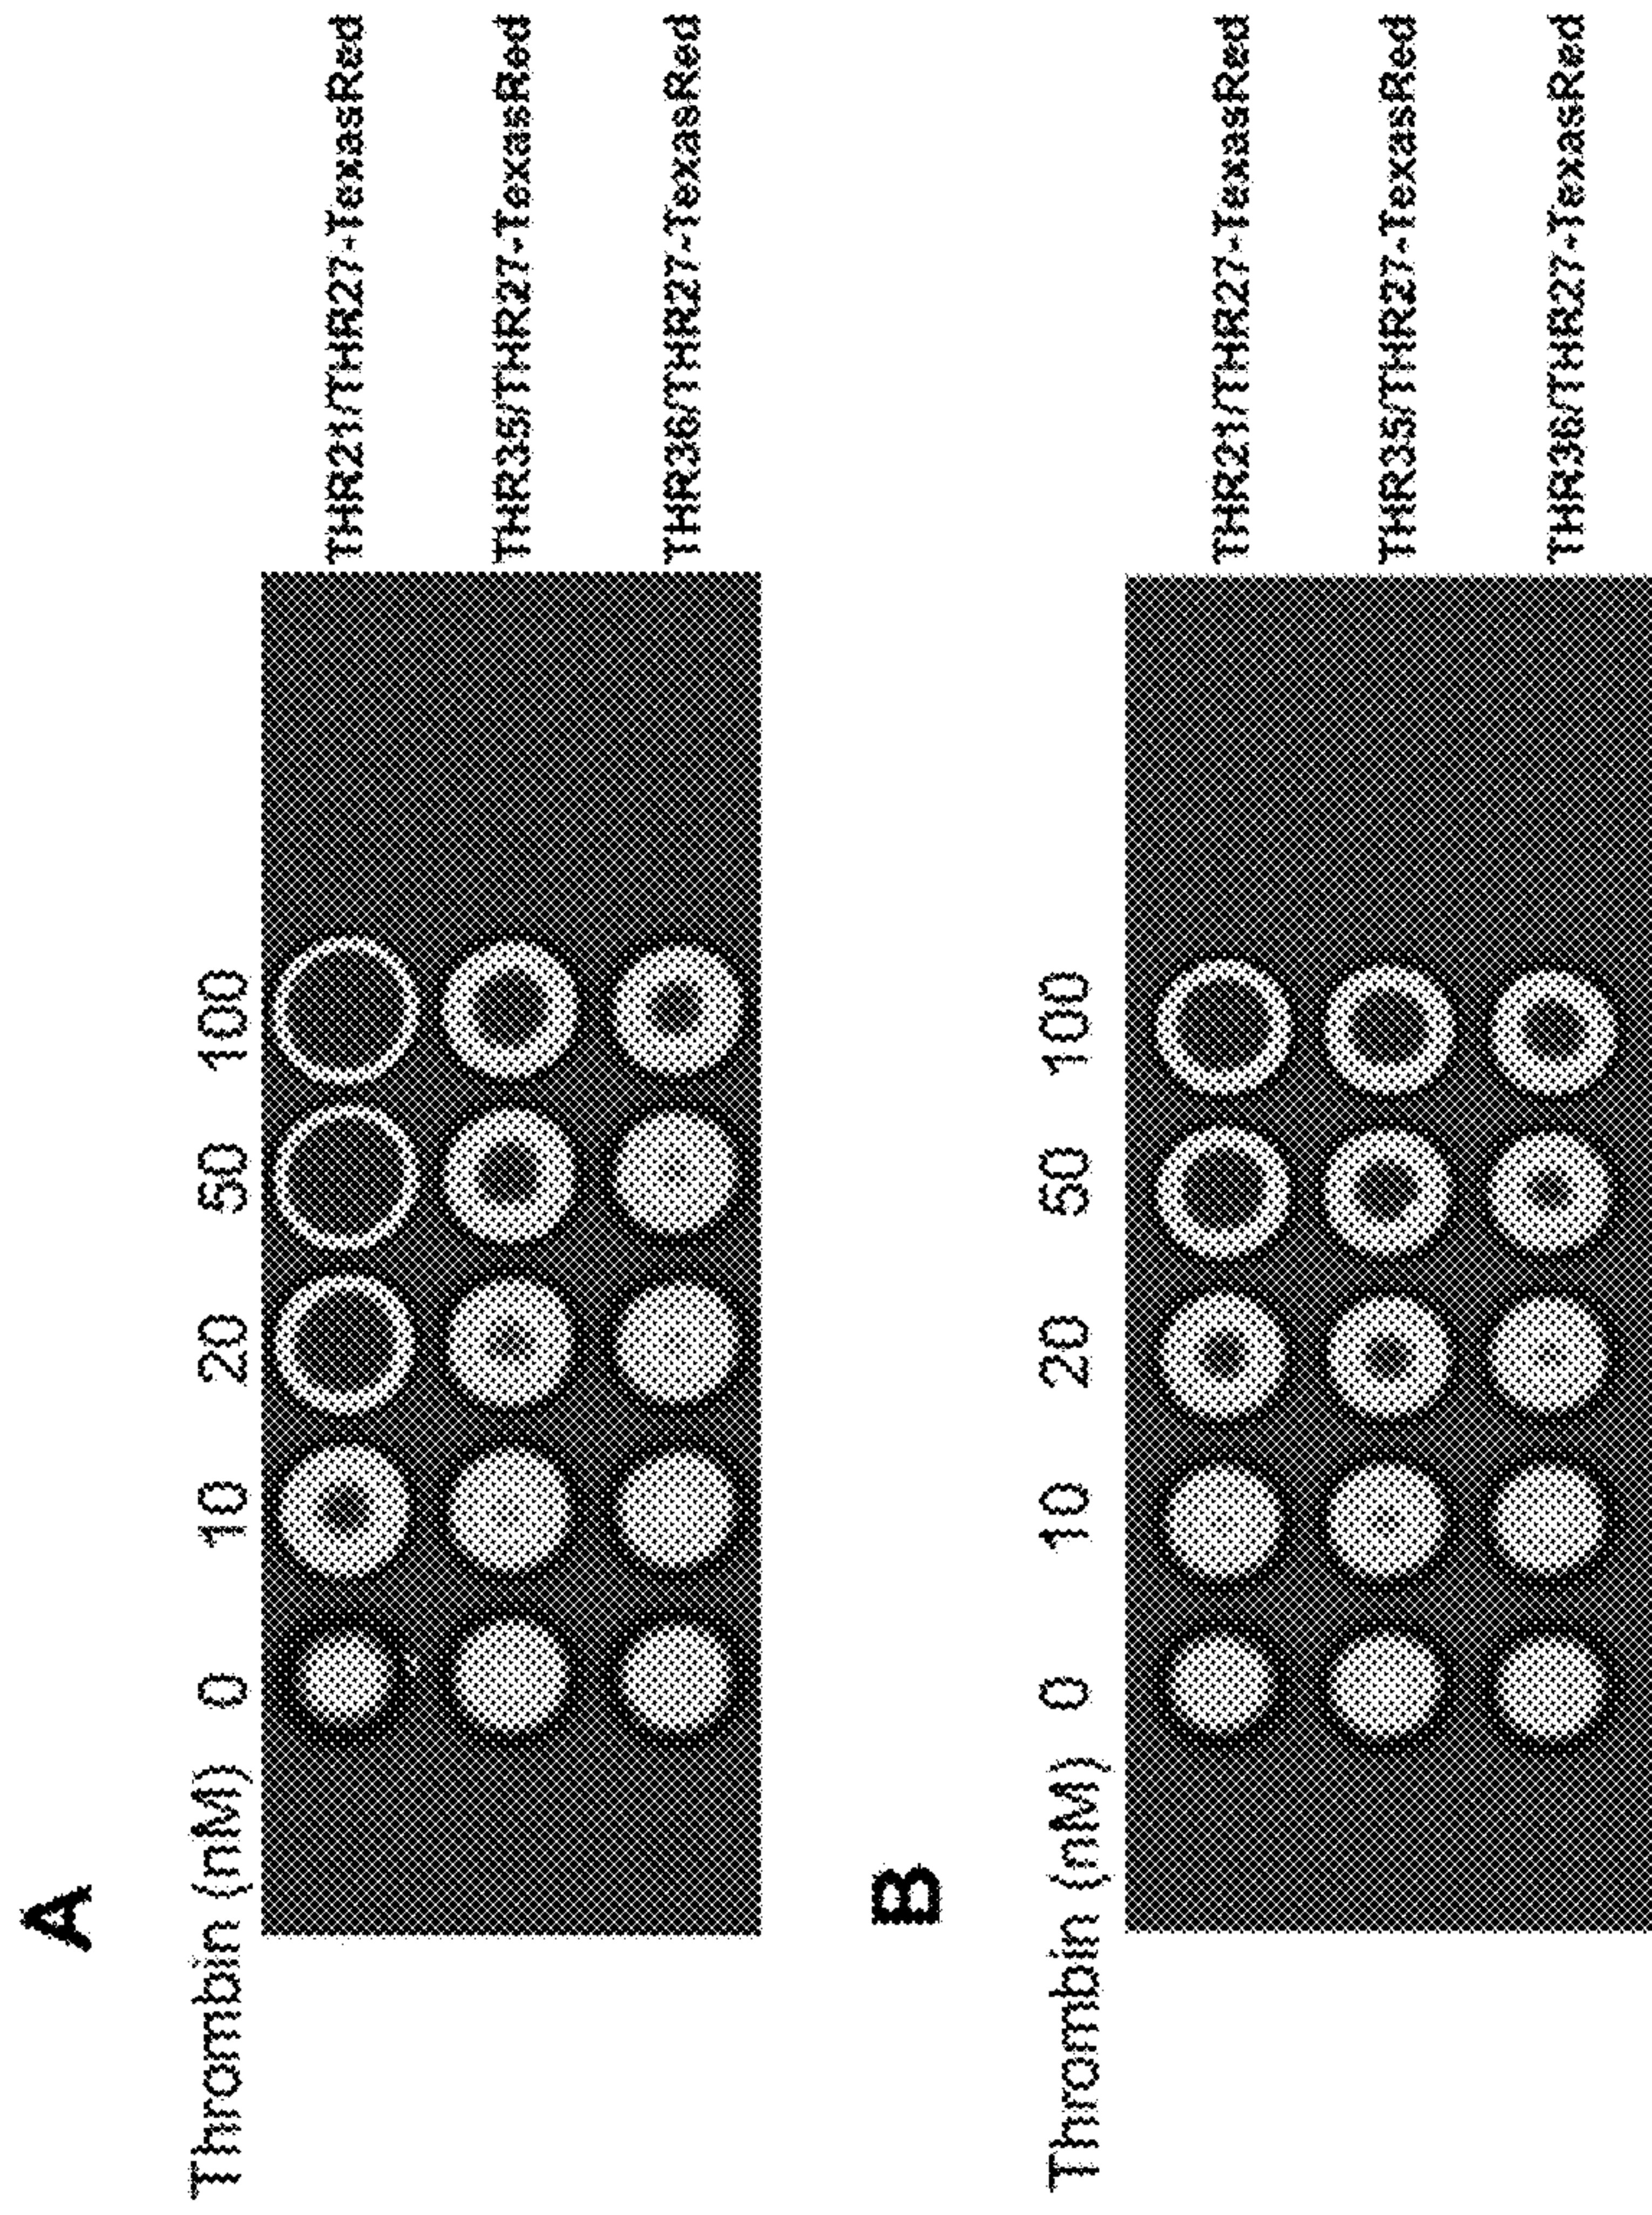 A
Thrombin (nM) 0 10 20 50 100
THR21/THR27-TexasRed
THR35/THR27-TexasRed
THR36/THR27-TexasRed
B
Thrombin (nM) 0 10 20 50 100
THR21/THR27-TexasRed
THR35/THR27-TexasRed
THR36/THR27-TexasRed